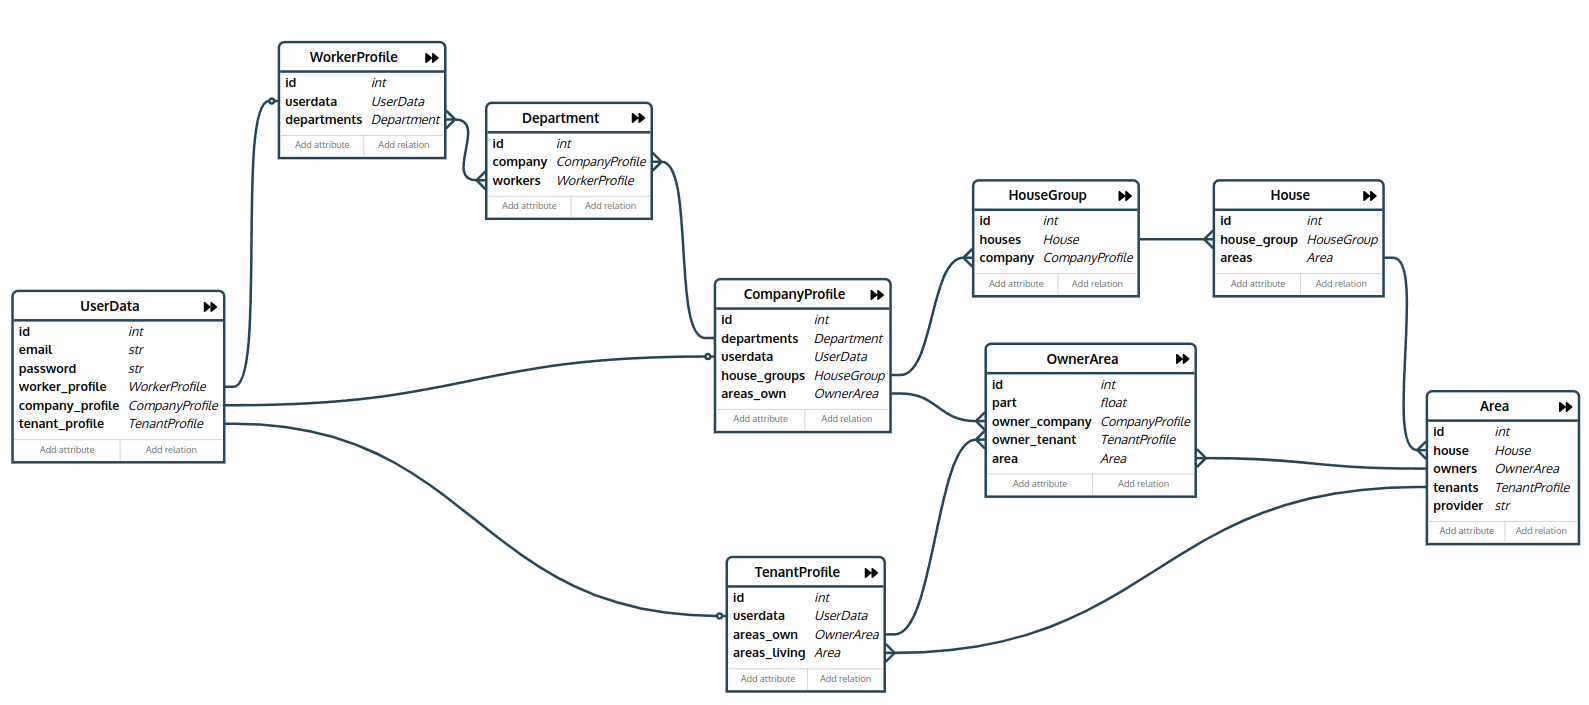 WorkerProfile
id int
userdata UserData
departments Department
Add attribute Add relation
Department
id int
company CompanyProfile
workers WorkerProfile
Add attribute Add relation
HouseGroup
id int
houses House
company CompanyProfile
Add attribute Add relation
House
id int
house_group HouseGroup
areas Area
Add attribute Add relation
UserData
id int
email str
password str
worker_profile WorkerProfile
company_profile CompanyProfile
tenant_profile TenantProfile
Add attribute Add relation
CompanyProfile
id int
departments Department
userdata UserData
house_groups HouseGroup
areas_own OwnerArea
Add attribute Add relation
OwnerArea
id int
part float
owner_company CompanyProfile
owner_tenant TenantProfile
area Area
Add attribute Add relation
Area
id int
house House
owners OwnerArea
tenants TenantProfile
provider str
Add attribute Add relation
TenantProfile
id int
userdata UserData
areas_own OwnerArea
areas_living Area
Add attribute Add relation